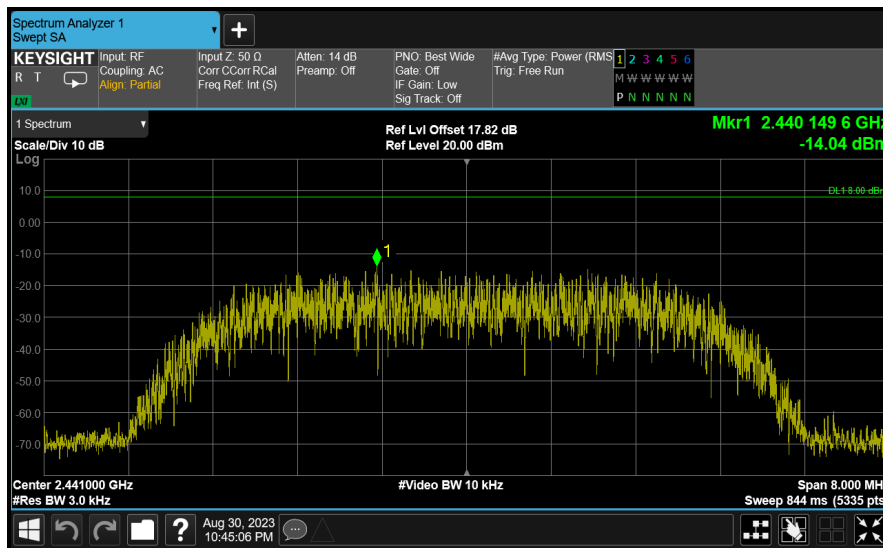 Spectrum Analyzer 1
Swept SA
+
KEYSIGHT Input: RF Input Z: 50 Ω Atten: 14 dB PNO: Best Wide #Avg Type: Power (RMS 1 2 3 4 5 6
R T Coupling: AC Corr CCorr RCal Preamp: Off Gate: Off Trig: Free Run M W W W W W
Align: Partial Freq Ref: Int (S) IF Gain: Low P N N N N N
LXI Sig Track: Off
1 Spectrum Ref Lvl Offset 17.82 dB Mkr1 2.440 149 6 GHz
Scale/Div 10 dB Ref Level 20.00 dBm -14.04 dBm
Log
10.0 DL1 8.00 dBm
0.00
-10.0 1
-20.0
-30.0
-40.0
-50.0
-60.0
-70.0
Center 2.441000 GHz #Video BW 10 kHz Span 8.000 MH
#Res BW 3.0 kHz Sweep 844 ms (5335 pts
? Aug 30, 2023
10:45:06 PM